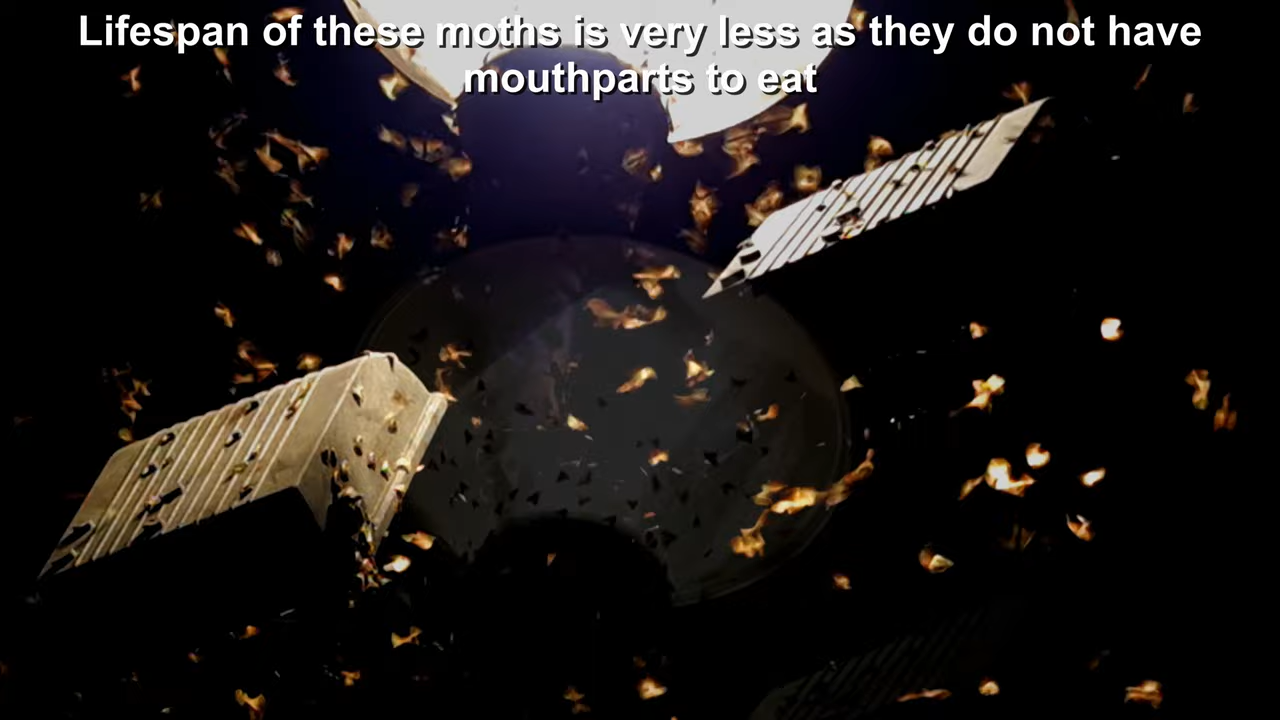 Lifespan of these moths is very less as they do not have
mouthparts to eat